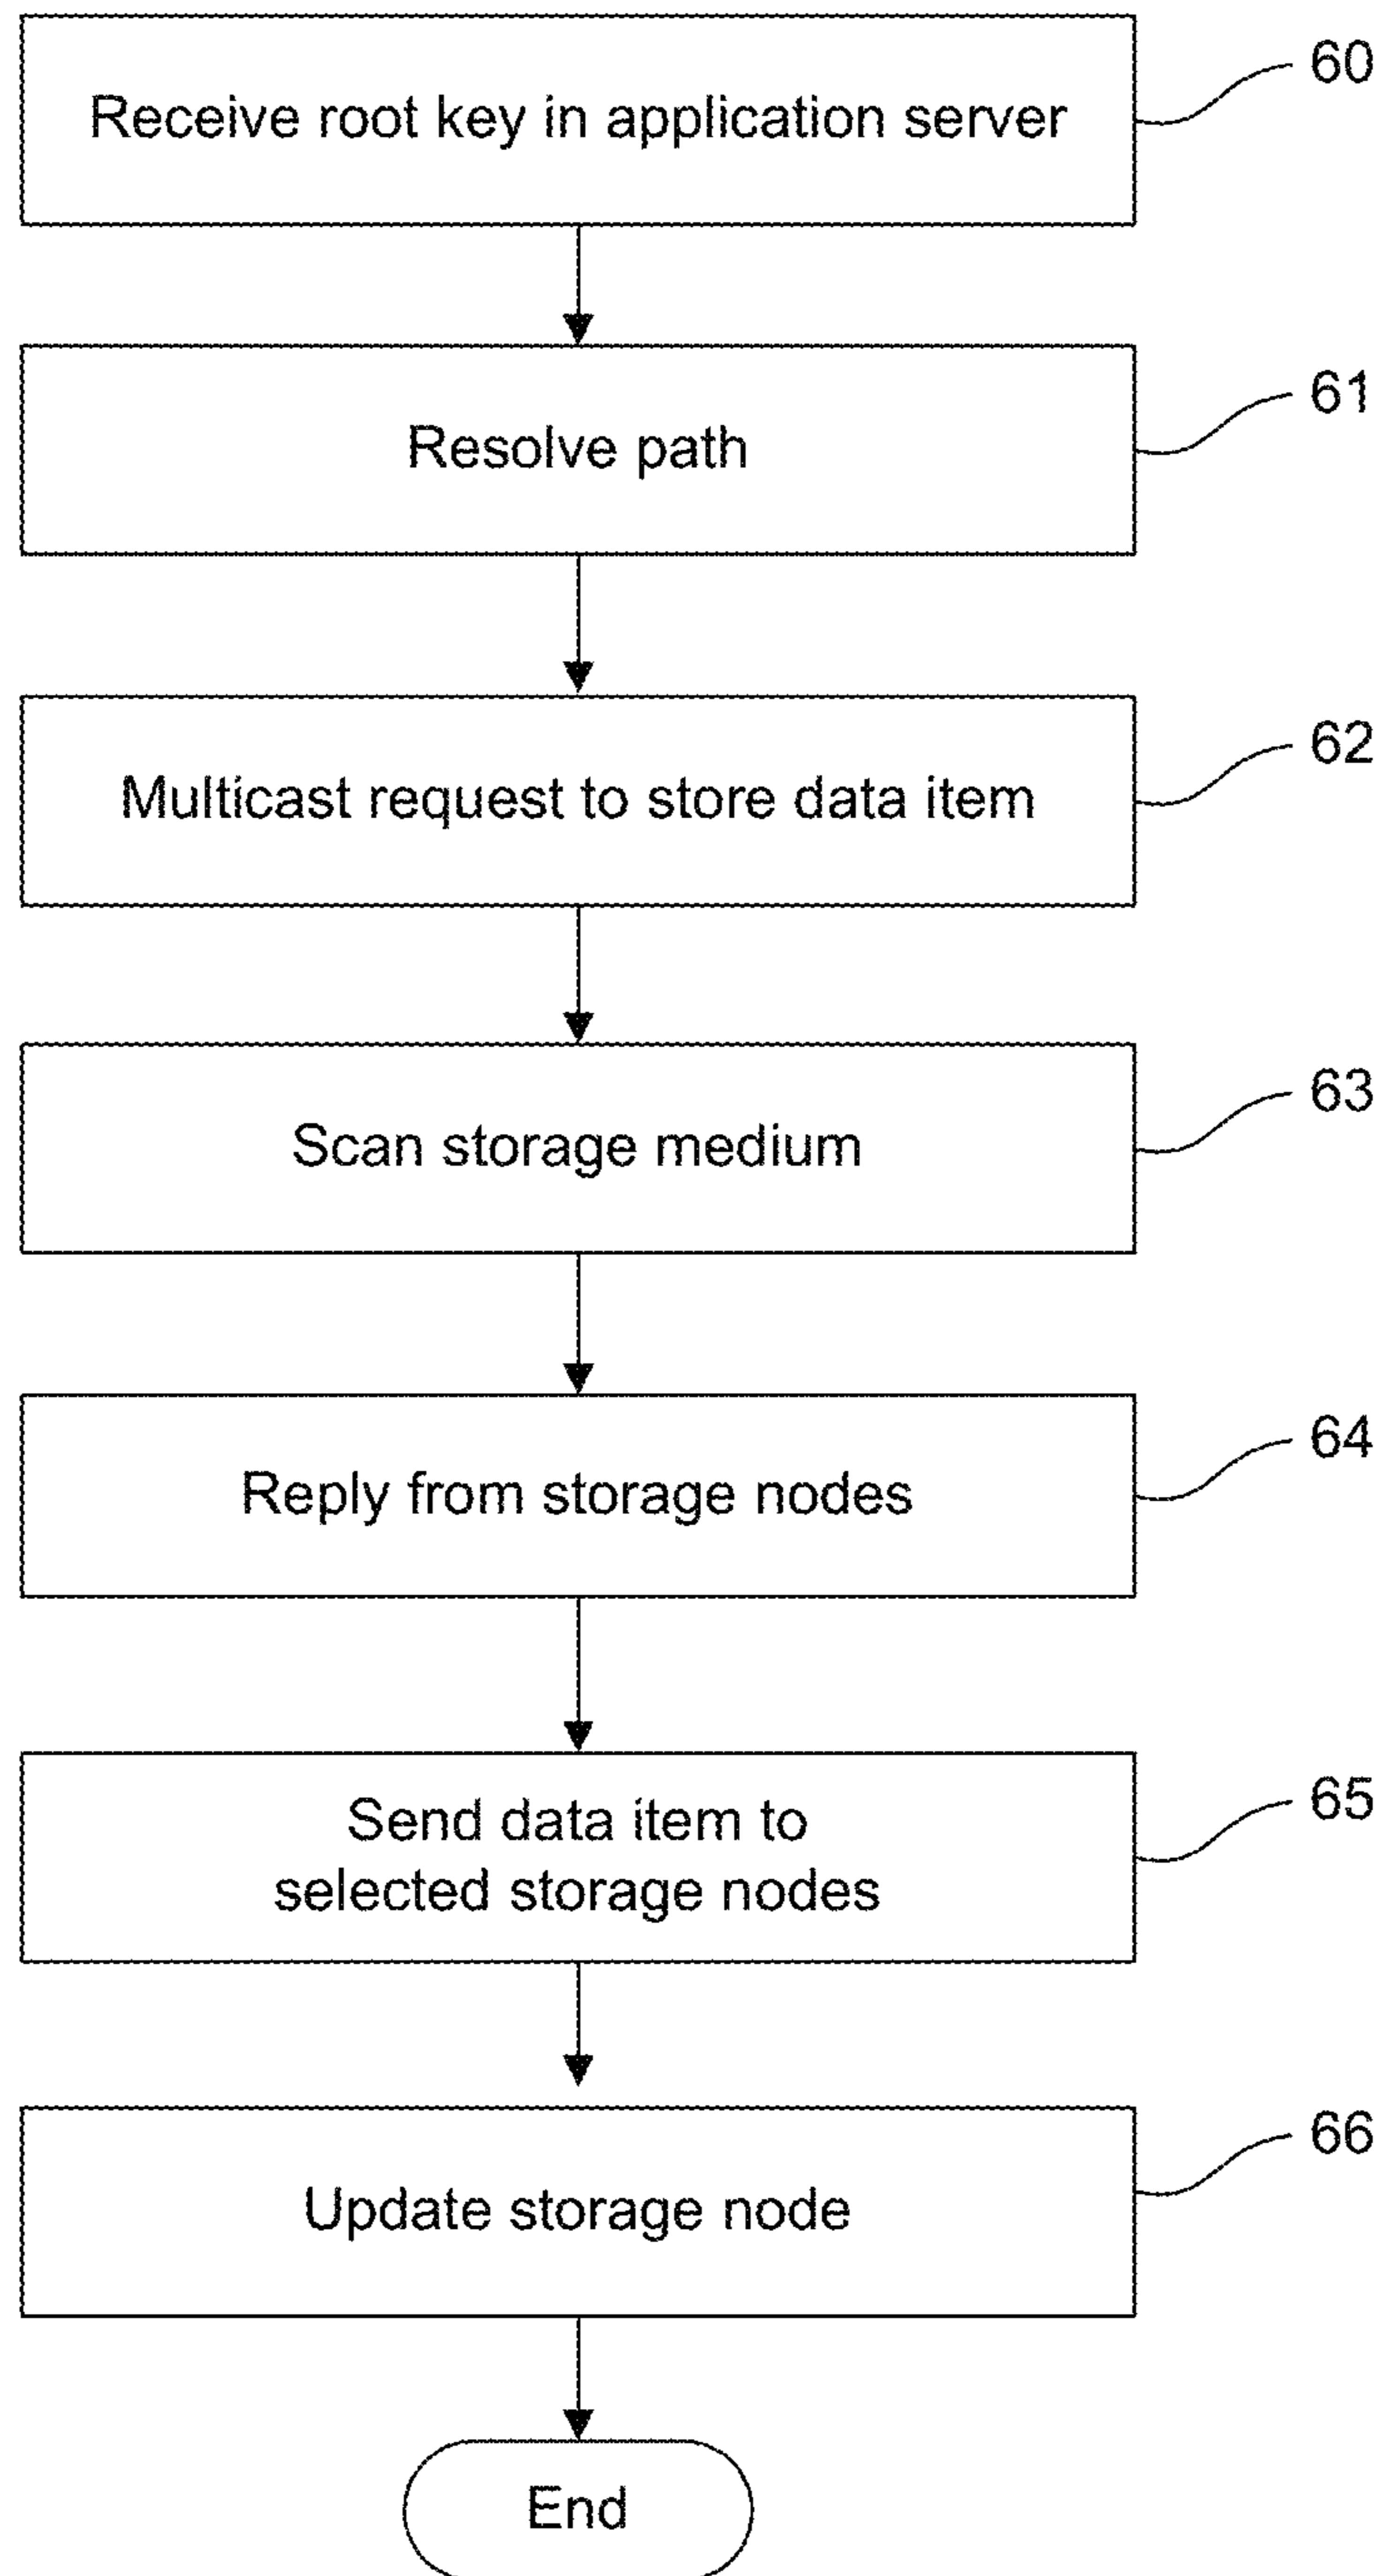 Receive root key in application server
60
Resolve path
61
Multicast request to store data item
62
Scan storage medium
63
Reply from storage nodes
64
Send data item to
selected storage nodes
65
Update storage node
66
End